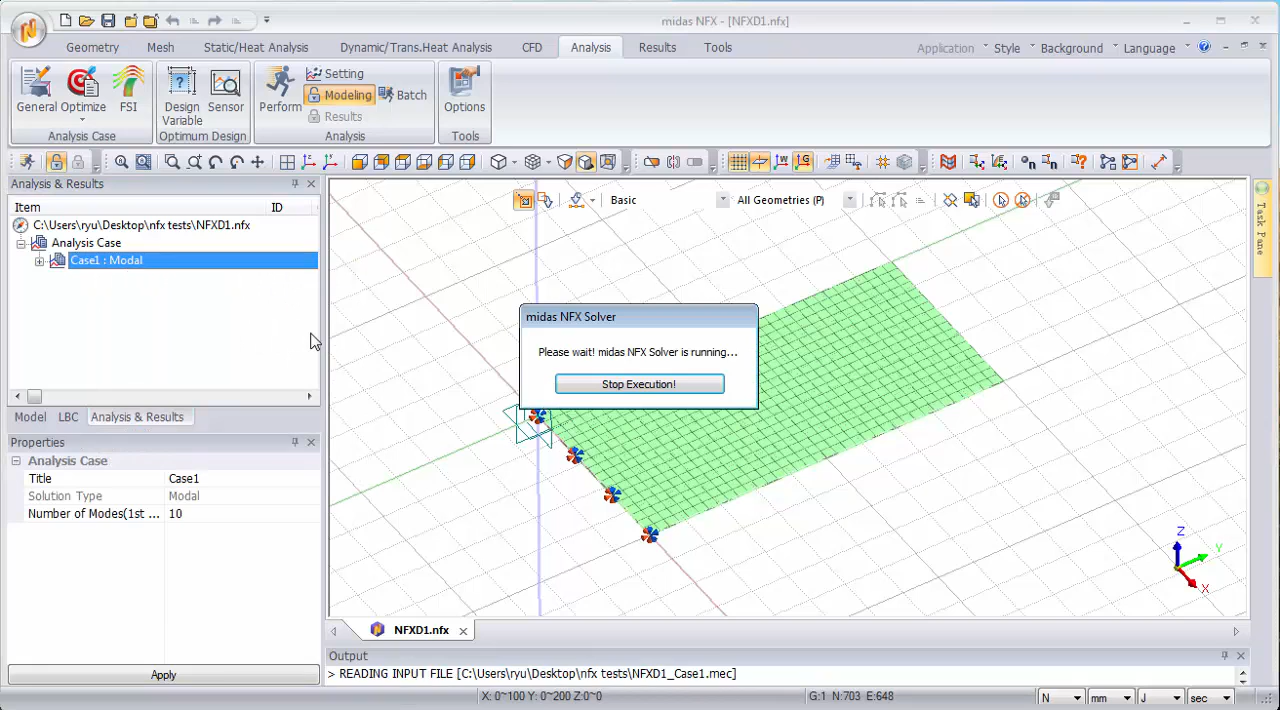 midas NFX - [NFXD1.nfx]
Geometry Mesh Static/Heat Analysis Dynamic/Trans.Heat Analysis CFD Analysis Results Tools Application Style Background Language
General Optimize FSI
Design Variable Sensor
Perform Setting Modeling Results Batch
Options
Analysis Case Optimum Design Analysis Tools
Analysis & Results
Item ID
C:\Users\ryu\Desktop\nfx tests\NFXD1.nfx
Analysis Case
Case1 : Modal
Model LBC Analysis & Results
Properties
Analysis Case
Title Case1
Solution Type Modal
Number of Modes(1st ... 10
Apply
Basic All Geometries (P)
midas NFX Solver
Please wait! midas NFX Solver is running...
Stop Execution!
Z
Y
X
Task Pane
NFXD1.nfx
Output
> READING INPUT FILE [C:\Users\ryu\Desktop\nfx tests\NFXD1_Case1.mec]
X: 0~100 Y: 0~200 Z:0~0 G:1 N:703 E:648 N mm J sec